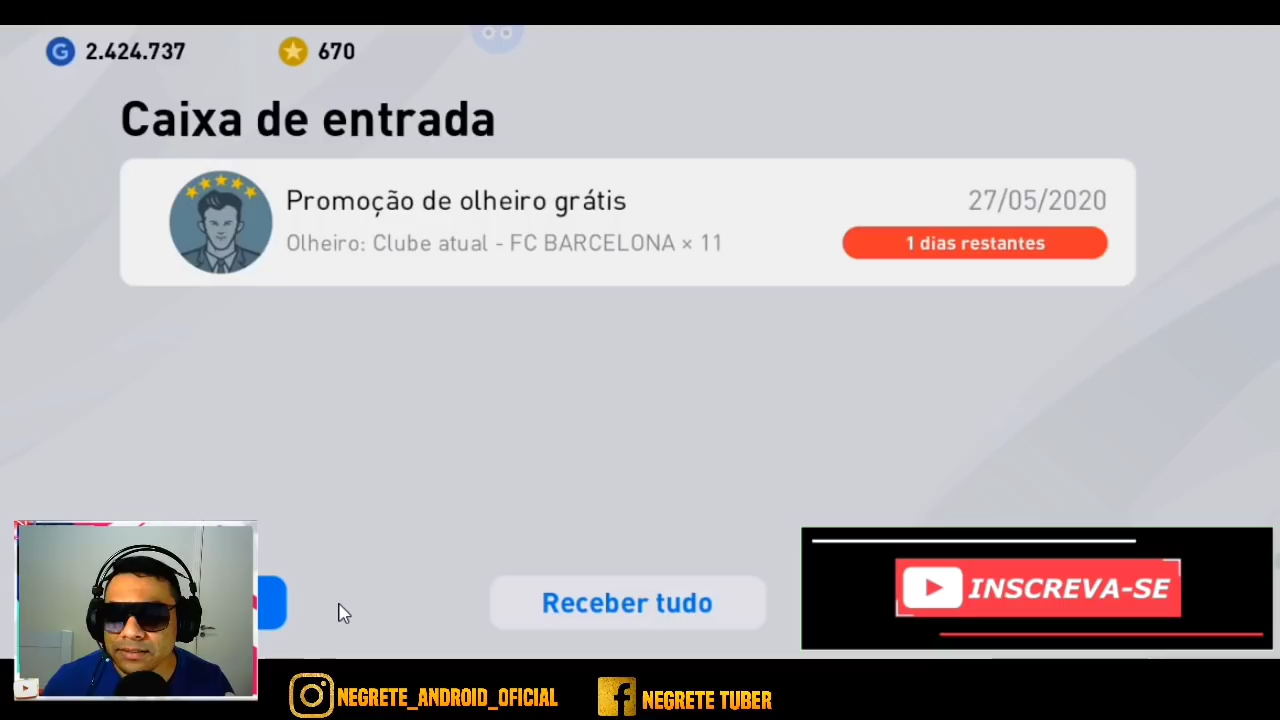 G 2.424.737 670
Caixa de entrada
Promoção de olheiro grátis 27/05/2020
Olheiro: Clube atual - FC BARCELONA × 11 1 dias restantes
Receber tudo
INSCREVA-SE
NEGRETE_ANDROID_OFICIAL NEGRETE TUBER